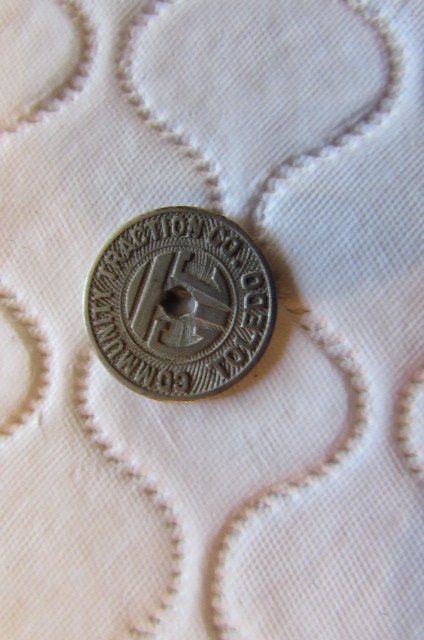 COMMUNITY TRACTION CO.
TOLEDO, O.